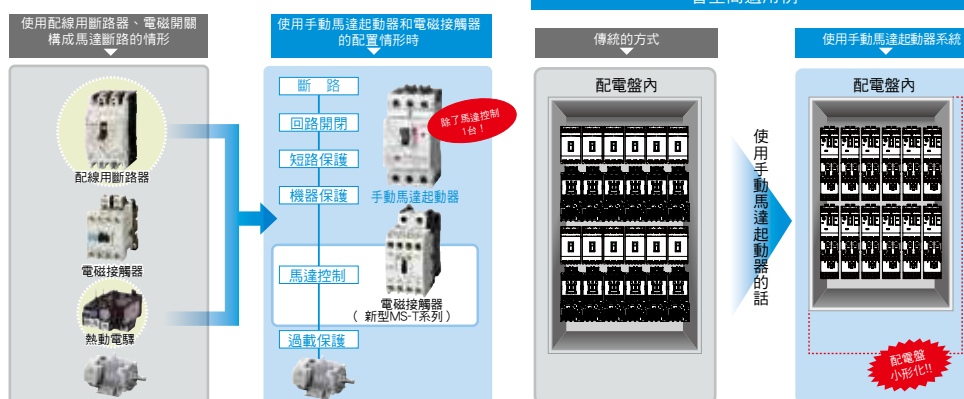 使用配線用斷路器、電磁開關
構成馬達斷路的情形
配線用斷路器
電磁接觸器
熱動電驛
使用手動馬達起動器和電磁接觸器
的配置情形時
斷 路
回路開閉
短路保護
機器保護
馬達控制
過載保護
除了馬達控制
1台！
手動馬達起動器
電磁接觸器
（ 新型MS-T系列 ）
傳統的方式
配電盤內
使用手動馬達起動器的話
使用手動馬達起動器系統
配電盤內
配電盤
小形化!!